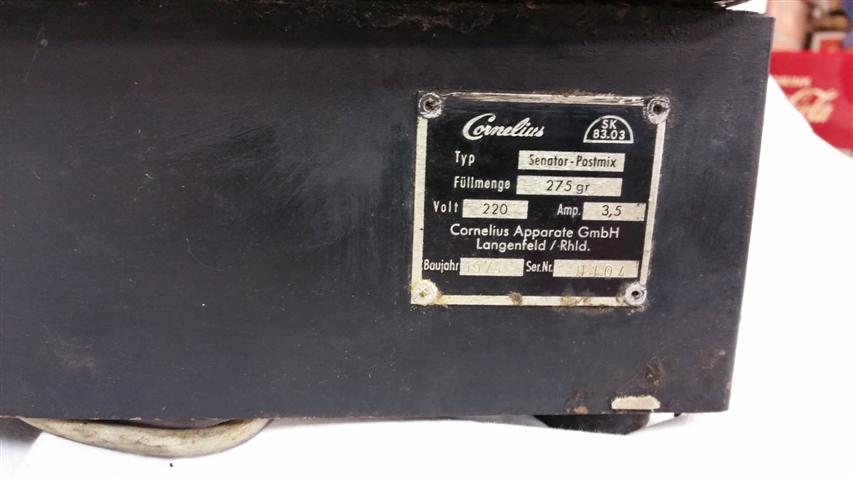 Cornelius
SK
83.03
Typ Senator-Postmix
Füllmenge 275 gr
Volt 220 Amp. 3,5
Cornelius Apparate GmbH
Langenfeld / Rhld.
Baujahr Ser.Nr.